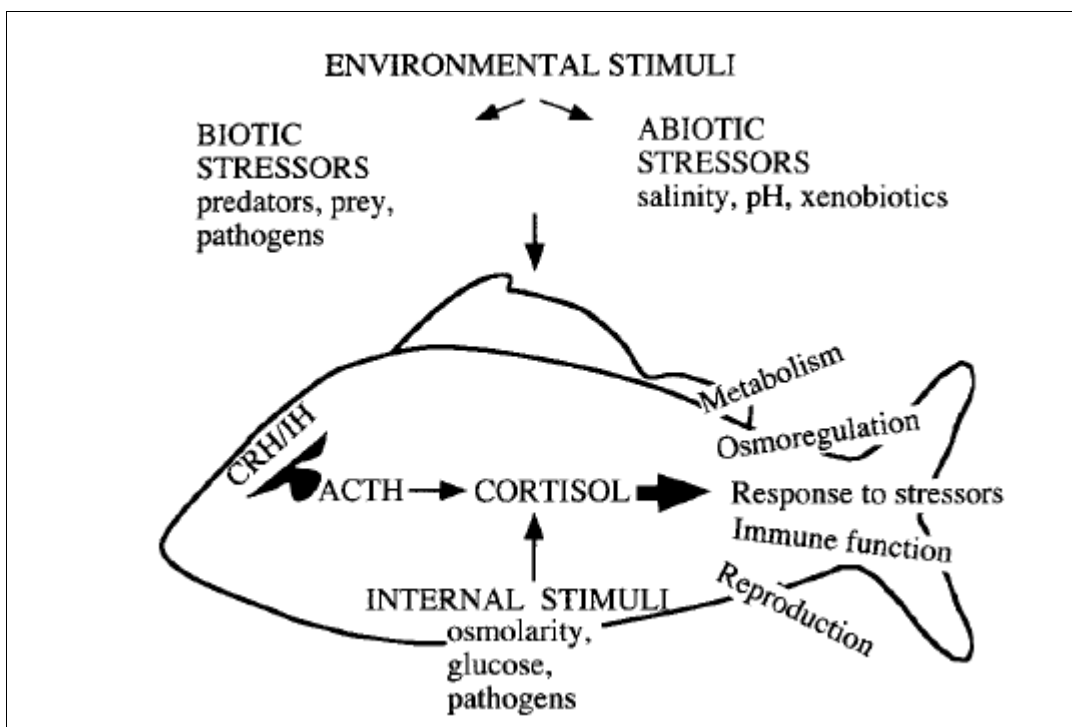 ENVIRONMENTAL STIMULI
BIOTIC
STRESSORS
predators, prey,
pathogens
ABIOTIC
STRESSORS
salinity, pH, xenobiotics
CRH/IH
ACTH
CORTISOL
Metabolism
Osmoregulation
Response to stressors
Immune function
Reproduction
INTERNAL STIMULI
osmolarity,
glucose,
pathogens